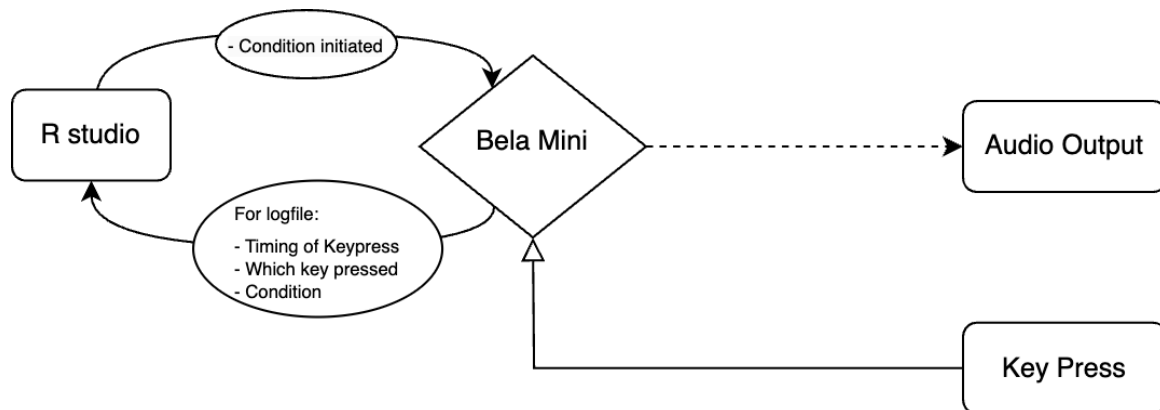 - Condition initiated
R studio
Bela Mini
Audio Output
For logfile:
- Timing of Keypress
- Which key pressed
- Condition
Key Press